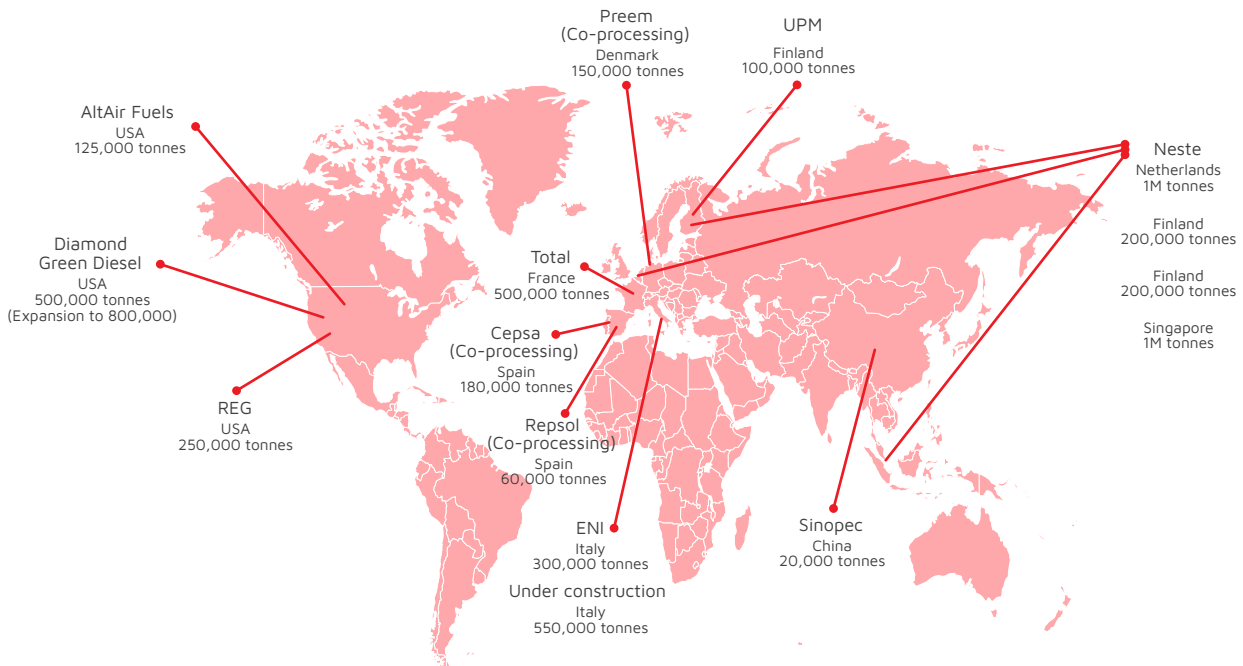 Preem
(Co-processing)
Denmark
150,000 tonnes
UPM
Finland
100,000 tonnes
AltAir Fuels
USA
125,000 tonnes
Neste
Netherlands
1M tonnes
Finland
200,000 tonnes
Finland
200,000 tonnes
Singapore
1M tonnes
Diamond
Green Diesel
USA
500,000 tonnes
(Expansion to 800,000)
Total
France
500,000 tonnes
Cepsa
(Co-processing)
Spain
180,000 tonnes
REG
USA
250,000 tonnes
Repsol
(Co-processing)
Spain
60,000 tonnes
ENI
Italy
300,000 tonnes
Under construction
Italy
550,000 tonnes
Sinopec
China
20,000 tonnes